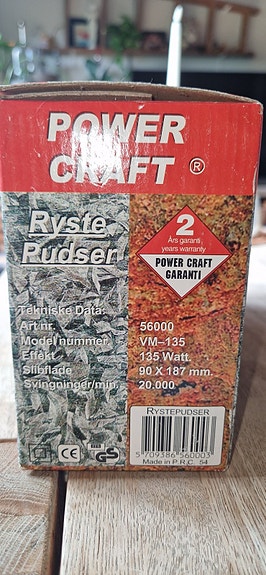 POWER
CRAFT ®
Ryste
Pudser
2
Års garanti
years warranty
POWER CRAFT
GARANTI
Tekniske Data:
Art nr. 56000
Model nummer. VM-135
Effekt 135 Watt.
Slibflade 90 X 187 mm.
Svingninger/min. 20.000
RYSTEPUDSER
5 709386 560003
Made in P.R.C. 54
CE
GS